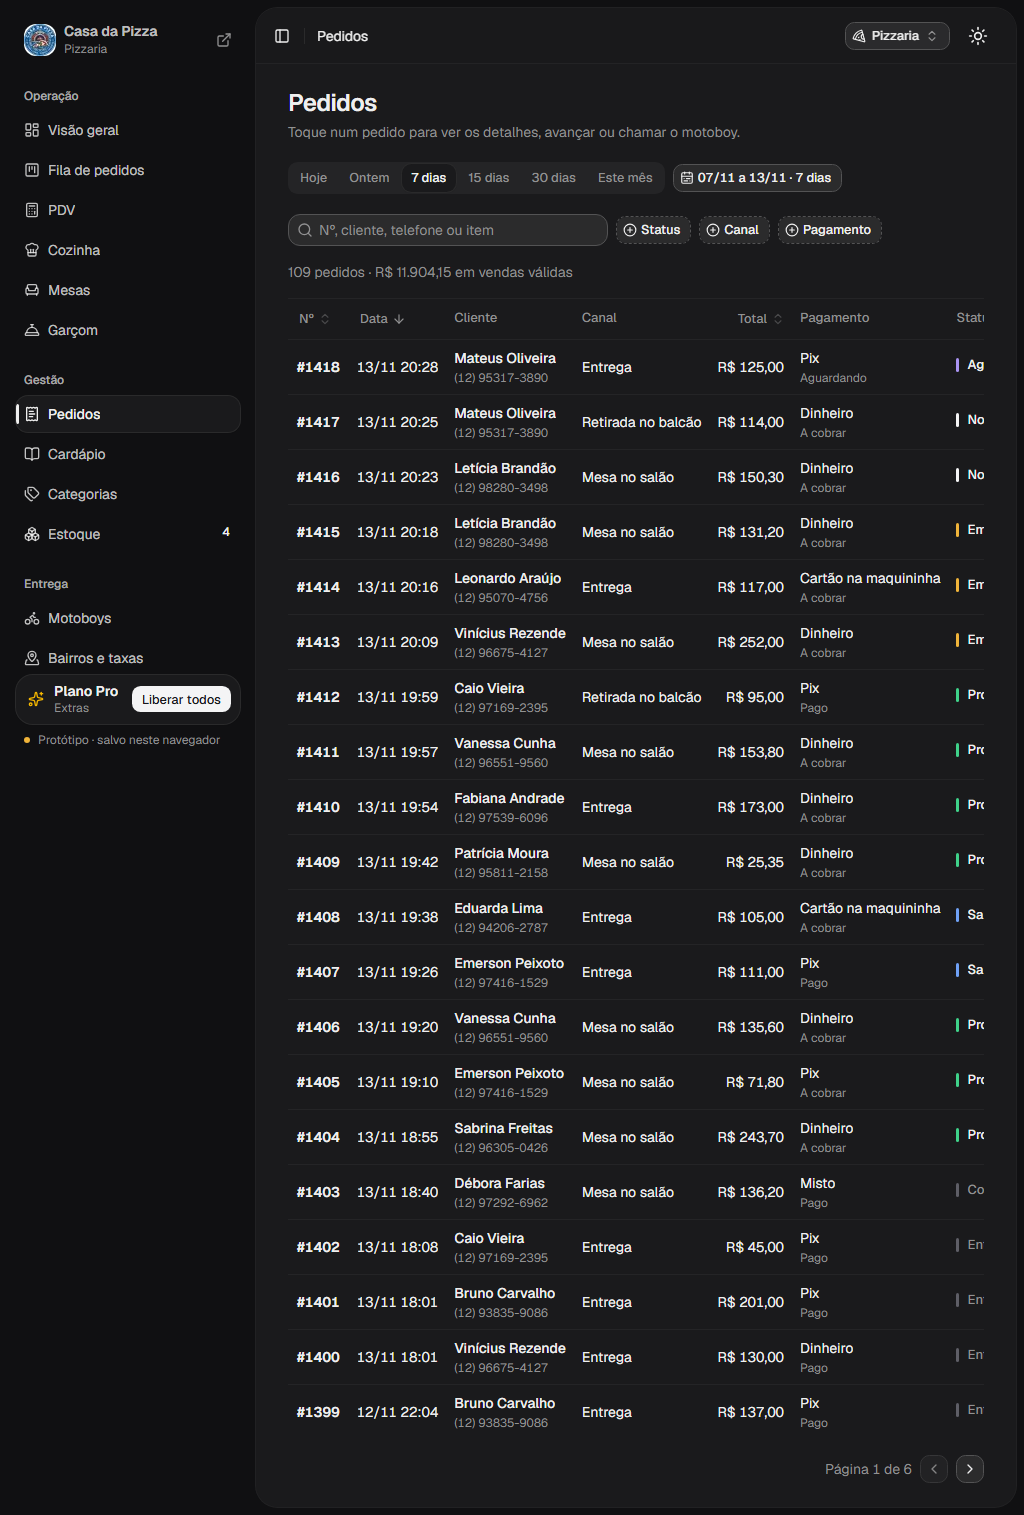 Casa da Pizza
Pizzaria
Operação
Visão geral
Fila de pedidos
PDV
Cozinha
Mesas
Garçom
Gestão
Pedidos
Cardápio
Categorias
Estoque 4
Entrega
Motoboys
Bairros e taxas
Plano Pro
Extras
Liberar todos
Protótipo · salvo neste navegador
Pedidos
Pizzaria
Pedidos
Toque num pedido para ver os detalhes, avançar ou chamar o motoboy.
Hoje Ontem 7 dias 15 dias 30 dias Este mês 07/11 a 13/11 · 7 dias
Nº, cliente, telefone ou item Status Canal Pagamento
109 pedidos · R$ 11.904,15 em vendas válidas
Nº Data Cliente Canal Total Pagamento Statu
#1418 13/11 20:28 Mateus Oliveira Entrega R$ 125,00 Pix Ag
(12) 95317-3890 Aguardando
#1417 13/11 20:25 Mateus Oliveira Retirada no balcão R$ 114,00 Dinheiro No
(12) 95317-3890 A cobrar
#1416 13/11 20:23 Letícia Brandão Mesa no salão R$ 150,30 Dinheiro No
(12) 98280-3498 A cobrar
#1415 13/11 20:18 Letícia Brandão Mesa no salão R$ 131,20 Dinheiro Em
(12) 98280-3498 A cobrar
#1414 13/11 20:16 Leonardo Araújo Entrega R$ 117,00 Cartão na maquininha Em
(12) 95070-4756 A cobrar
#1413 13/11 20:09 Vinícius Rezende Mesa no salão R$ 252,00 Dinheiro Em
(12) 96675-4127 A cobrar
#1412 13/11 19:59 Caio Vieira Retirada no balcão R$ 95,00 Pix Pro
(12) 97169-2395 Pago
#1411 13/11 19:57 Vanessa Cunha Mesa no salão R$ 153,80 Dinheiro Pro
(12) 96551-9560 A cobrar
#1410 13/11 19:54 Fabiana Andrade Entrega R$ 173,00 Dinheiro Pro
(12) 97539-6096 A cobrar
#1409 13/11 19:42 Patrícia Moura Mesa no salão R$ 25,35 Dinheiro Pro
(12) 95811-2158 A cobrar
#1408 13/11 19:38 Eduarda Lima Entrega R$ 105,00 Cartão na maquininha Sa
(12) 94206-2787 A cobrar
#1407 13/11 19:26 Emerson Peixoto Entrega R$ 111,00 Pix Sa
(12) 97416-1529 Pago
#1406 13/11 19:20 Vanessa Cunha Mesa no salão R$ 135,60 Dinheiro Pro
(12) 96551-9560 A cobrar
#1405 13/11 19:10 Emerson Peixoto Mesa no salão R$ 71,80 Pix Pro
(12) 97416-1529 A cobrar
#1404 13/11 18:55 Sabrina Freitas Mesa no salão R$ 243,70 Dinheiro Pro
(12) 96305-0426 A cobrar
#1403 13/11 18:40 Débora Farias Mesa no salão R$ 136,20 Misto Co
(12) 97292-6962 Pago
#1402 13/11 18:08 Caio Vieira Entrega R$ 45,00 Pix En
(12) 97169-2395 Pago
#1401 13/11 18:01 Bruno Carvalho Entrega R$ 201,00 Pix En
(12) 93835-9086 Pago
#1400 13/11 18:01 Vinícius Rezende Entrega R$ 130,00 Dinheiro En
(12) 96675-4127 Pago
#1399 12/11 22:04 Bruno Carvalho Entrega R$ 137,00 Pix En
(12) 93835-9086 Pago
Página 1 de 6